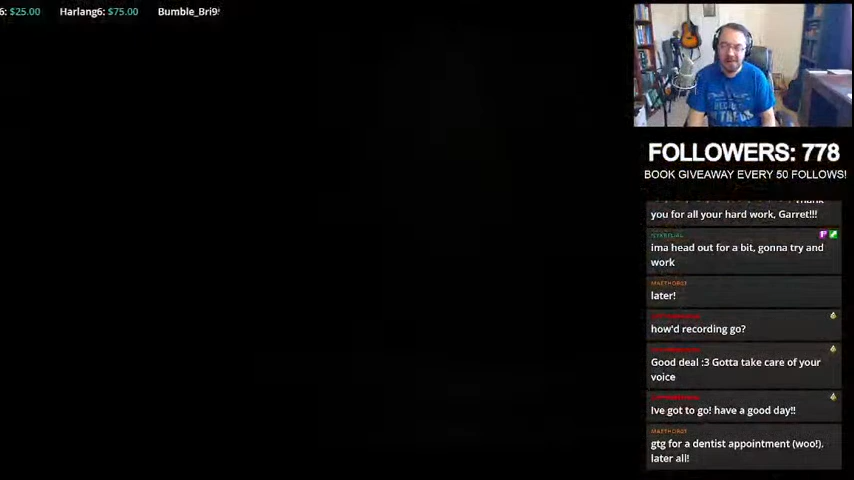 6: $25.00 Harlang6: $75.00 Bumble_Bri9
FOLLOWERS: 778
BOOK GIVEAWAY EVERY 50 FOLLOWS!
you for all your hard work, Garret!!!
ima head out for a bit, gonna try and
work
later!
how'd recording go?
Good deal :3 Gotta take care of your
voice
Ive got to go! have a good day!!
gtg for a dentist appointment (woo!),
later all!